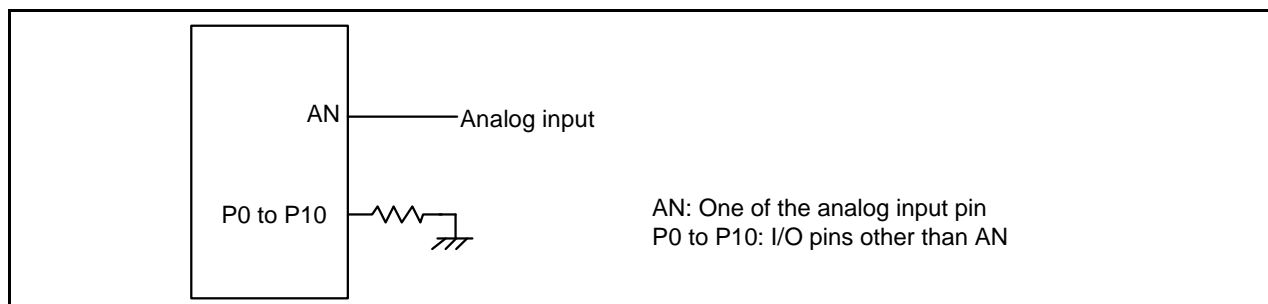 AN
Analog input
P0 to P10
AN: One of the analog input pin
P0 to P10: I/O pins other than AN